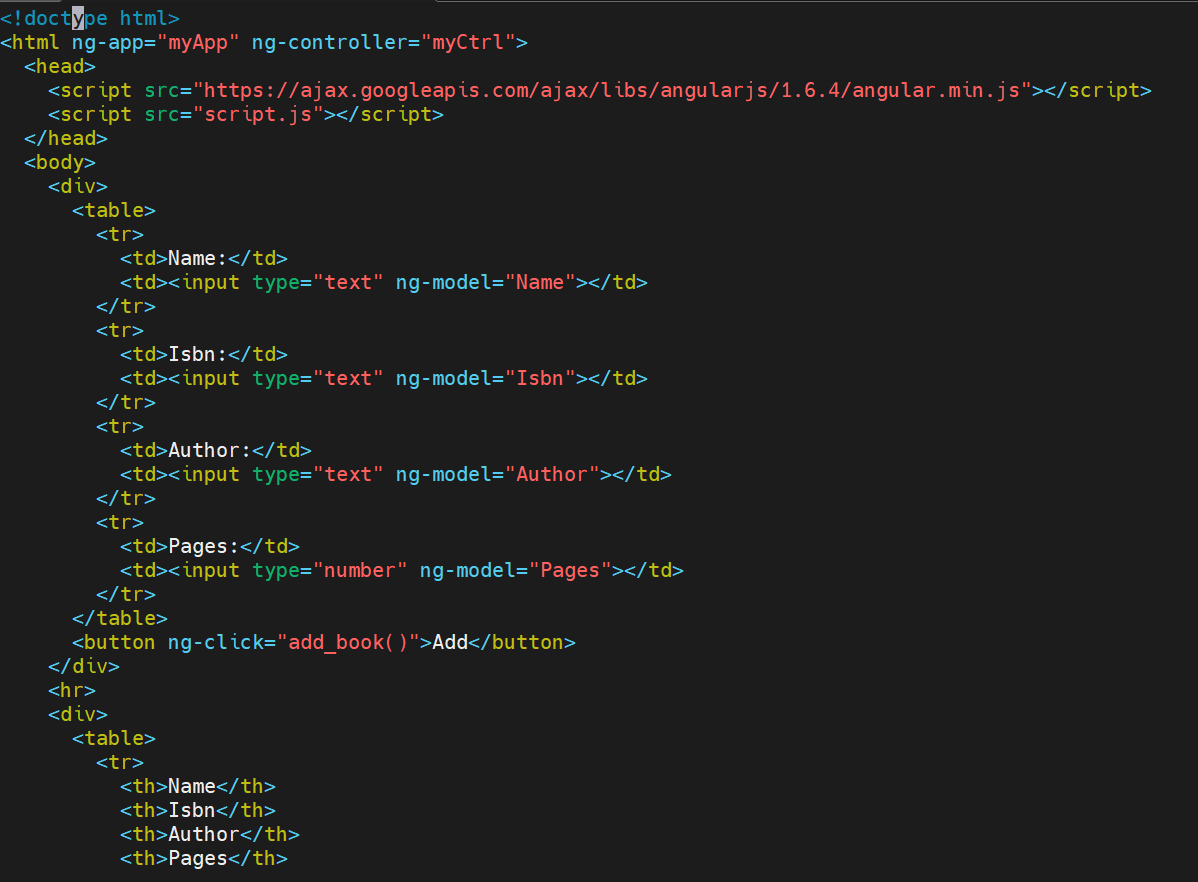 <!doctype html>
<html ng-app="myApp" ng-controller="myCtrl">
  <head>
    <script src="https://ajax.googleapis.com/ajax/libs/angularjs/1.6.4/angular.min.js"></script>
    <script src="script.js"></script>
  </head>
  <body>
    <div>
      <table>
        <tr>
          <td>Name:</td>
          <td><input type="text" ng-model="Name"></td>
        </tr>
        <tr>
          <td>Isbn:</td>
          <td><input type="text" ng-model="Isbn"></td>
        </tr>
        <tr>
          <td>Author:</td>
          <td><input type="text" ng-model="Author"></td>
        </tr>
        <tr>
          <td>Pages:</td>
          <td><input type="number" ng-model="Pages"></td>
        </tr>
      </table>
      <button ng-click="add_book()">Add</button>
    </div>
    <hr>
    <div>
      <table>
        <tr>
          <th>Name</th>
          <th>Isbn</th>
          <th>Author</th>
          <th>Pages</th>